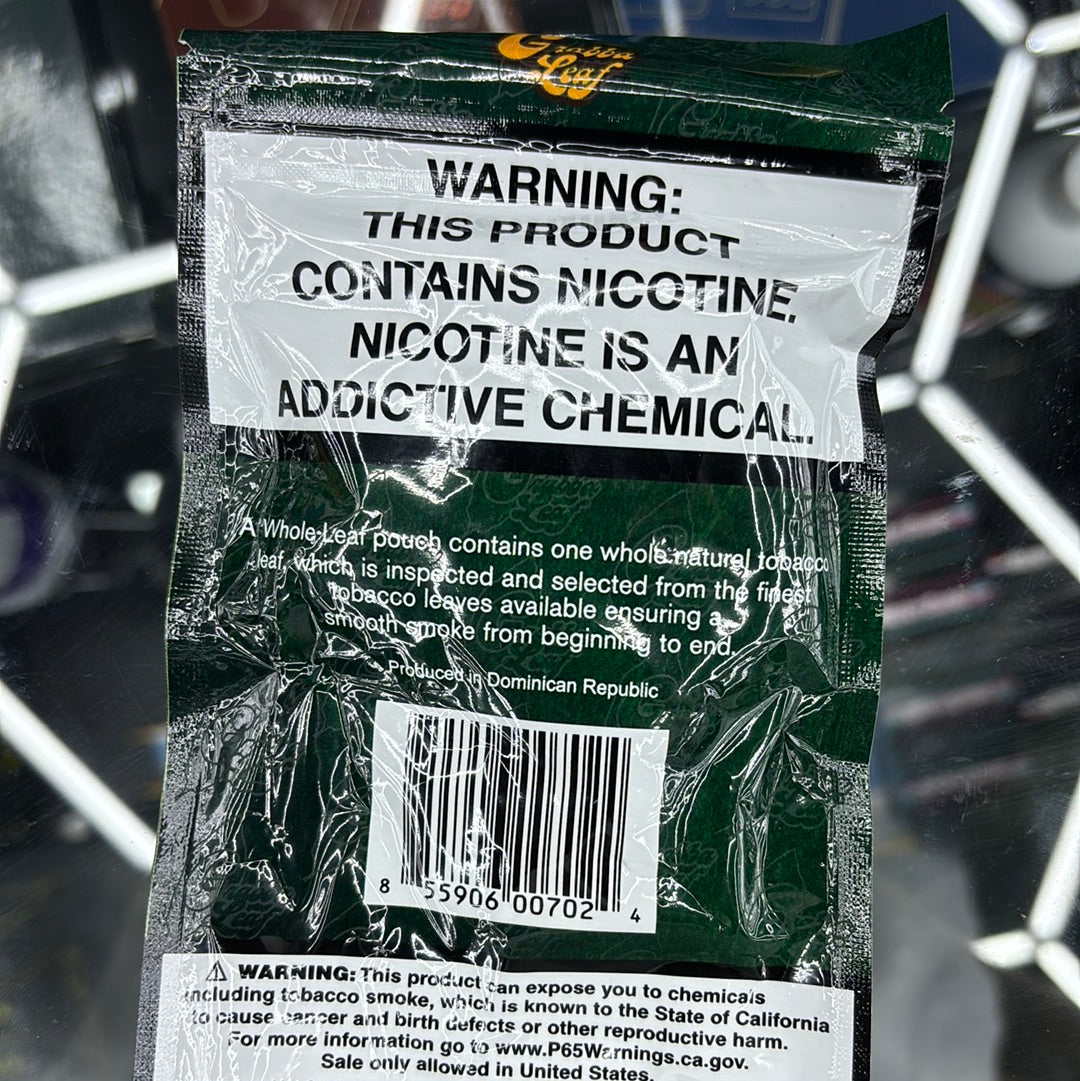 Grabba
Leaf
WARNING:
THIS PRODUCT
CONTAINS NICOTINE.
NICOTINE IS AN
ADDICTIVE CHEMICAL.
A Whole-Leaf pouch contains one whole natural tobacco
leaf, which is inspected and selected from the finest
tobacco leaves available ensuring a
smooth smoke from beginning to end.
Produced in Dominican Republic
8 55906 00702 4
⚠ WARNING: This product can expose you to chemicals
including tobacco smoke, which is known to the State of California
to cause cancer and birth defects or other reproductive harm.
For more information go to www.P65Warnings.ca.gov.
Sale only allowed in United States.